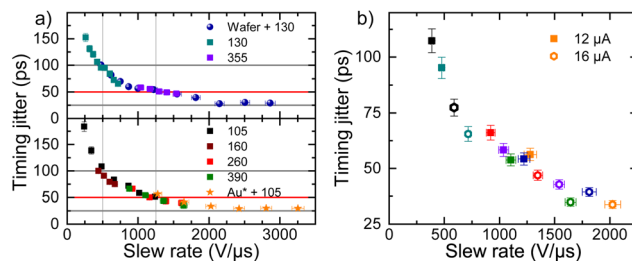 a)
Timing jitter (ps)
150
100
50
0
Wafer + 130
130
355
150
100
50
0
105
160
260
390
Au* + 105
0 500 1000 1500 2000 2500 3000
Slew rate (V/µs)
b)
Timing jitter (ps)
100
75
50
25
12 µA
16 µA
0 500 1000 1500 2000
Slew rate (V/µs)